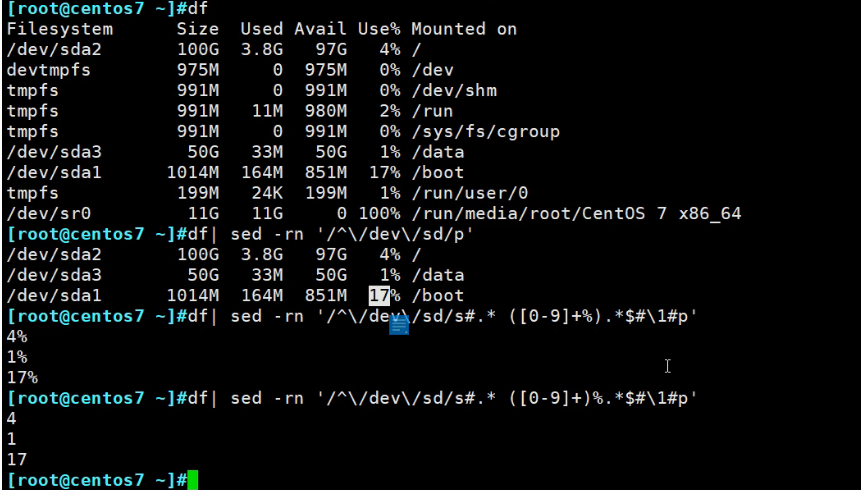 [root@centos7 ~]#df
Filesystem      Size  Used Avail Use% Mounted on
/dev/sda2       100G  3.8G   97G   4% /
devtmpfs        975M     0  975M   0% /dev
tmpfs           991M     0  991M   0% /dev/shm
tmpfs           991M   11M  980M   2% /run
tmpfs           991M     0  991M   0% /sys/fs/cgroup
/dev/sda3        50G   33M   50G   1% /data
/dev/sda1      1014M  164M  851M  17% /boot
tmpfs           199M   24K  199M   1% /run/user/0
/dev/sr0         11G   11G     0 100% /run/media/root/CentOS 7 x86_64
[root@centos7 ~]#df| sed -rn '/^\/dev\/sd/p'
/dev/sda2       100G  3.8G   97G   4% /
/dev/sda3        50G   33M   50G   1% /data
/dev/sda1      1014M  164M  851M  17% /boot
[root@centos7 ~]#df| sed -rn '/^\/dev\/sd/s#.* ([0-9]+%).*$#\1#p'
4%
1%
17%
[root@centos7 ~]#df| sed -rn '/^\/dev\/sd/s#.* ([0-9]+)%.*$#\1#p'
4
1
17
[root@centos7 ~]#